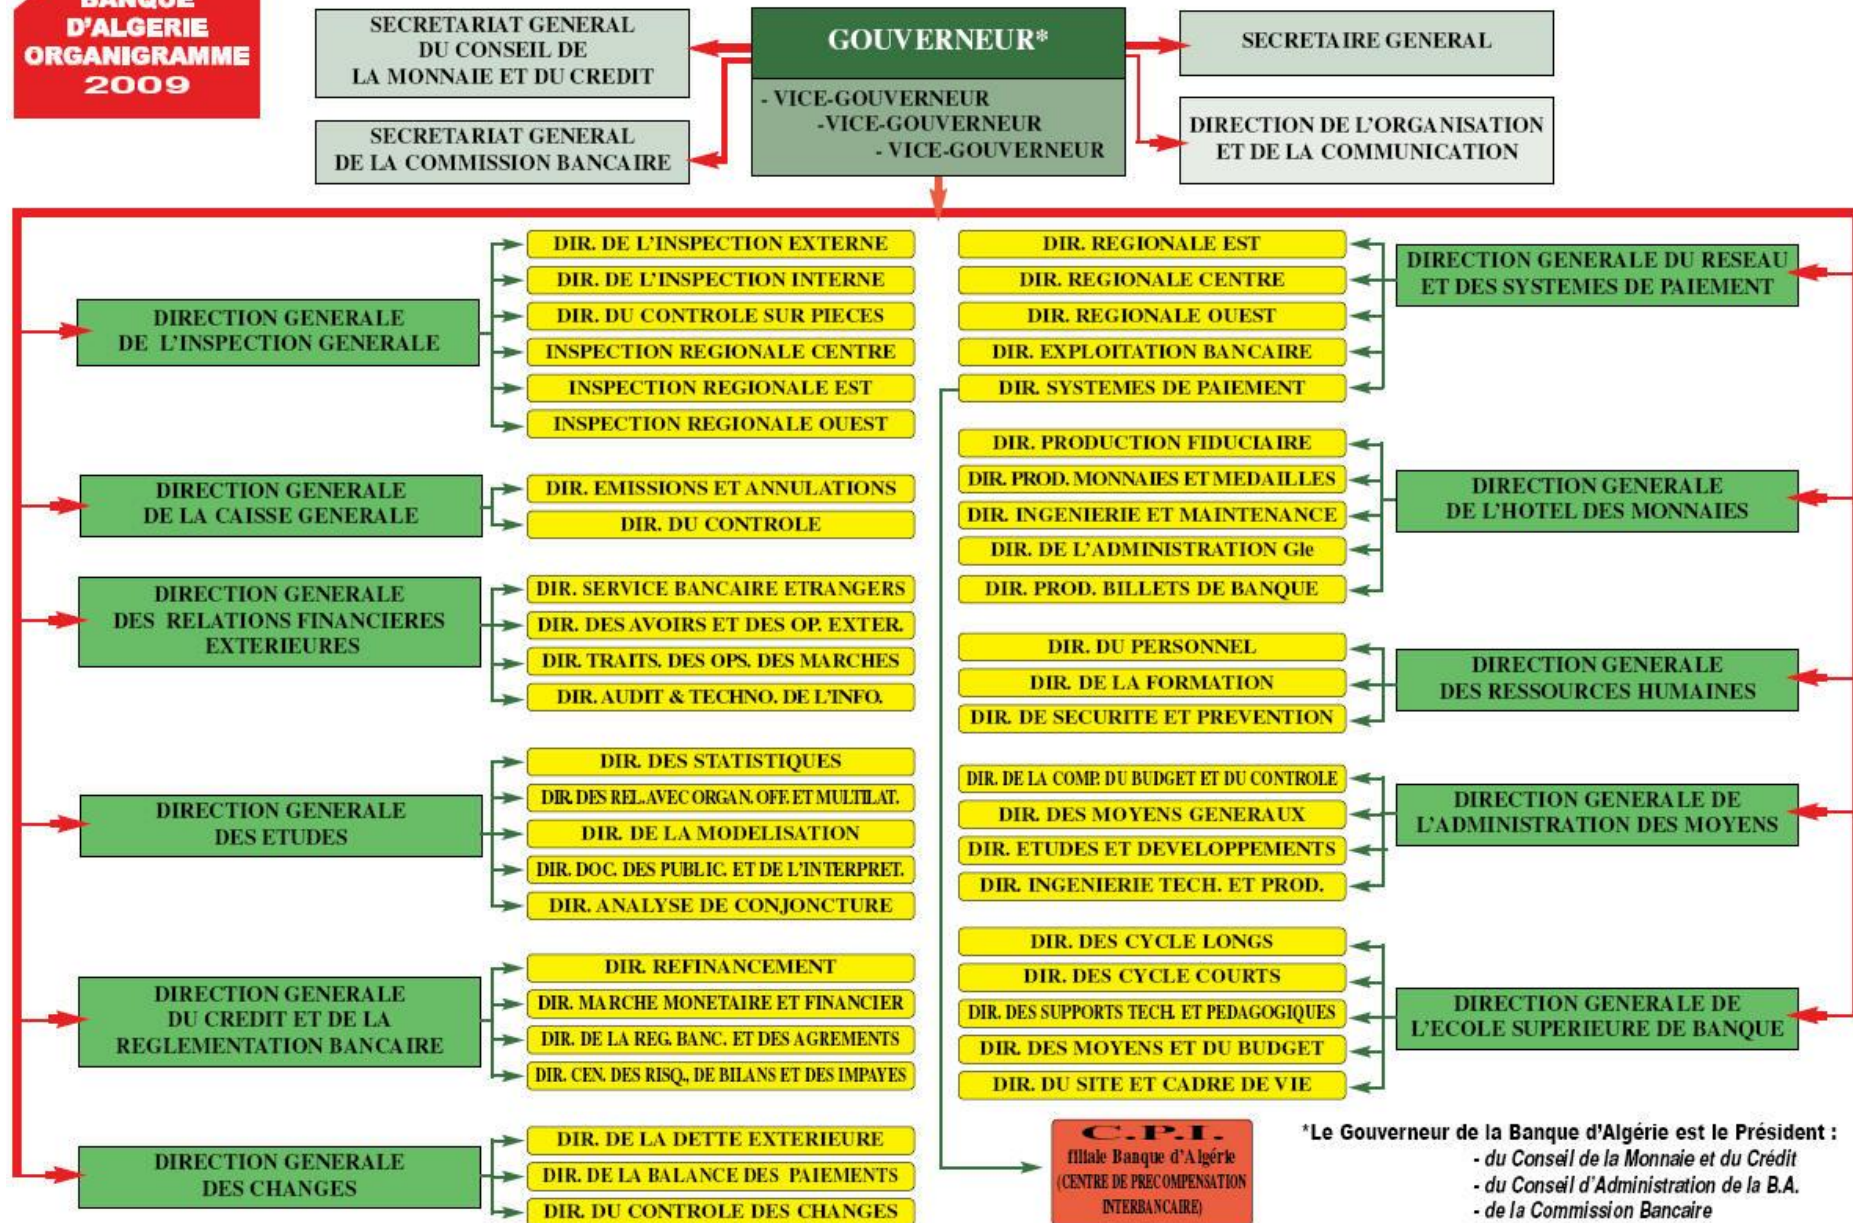 BANQUE
D'ALGERIE
ORGANIGRAMME
2009
SECRETARIAT GENERAL
DU CONSEIL DE
LA MONNAIE ET DU CREDIT
SECRETARIAT GENERAL
DE LA COMMISSION BANCAIRE
GOUVERNEUR*
- VICE-GOUVERNEUR
-VICE-GOUVERNEUR
- VICE-GOUVERNEUR
SECRETAIRE GENERAL
DIRECTION DE L'ORGANISATION
ET DE LA COMMUNICATION
DIRECTION GENERALE
DE L'INSPECTION GENERALE
DIR. DE L'INSPECTION EXTERNE
DIR. DE L'INSPECTION INTERNE
DIR. DU CONTROLE SUR PIECES
INSPECTION REGIONALE CENTRE
INSPECTION REGIONALE EST
INSPECTION REGIONALE OUEST
DIRECTION GENERALE
DE LA CAISSE GENERALE
DIR. EMISSIONS ET ANNULATIONS
DIR. DU CONTROLE
DIRECTION GENERALE
DES RELATIONS FINANCIERES
EXTERIEURES
DIR. SERVICE BANCAIRE ETRANGERS
DIR. DES AVOIRS ET DES OP. EXTER.
DIR. TRAITS. DES OPS. DES MARCHES
DIR. AUDIT & TECHNO. DE L'INFO.
DIRECTION GENERALE
DES ETUDES
DIR. DES STATISTIQUES
DIR. DES REL. AVEC ORGAN. OFF. ET MULTILAT.
DIR. DE LA MODELISATION
DIR. DOC. DES PUBLIC. ET DE L'INTERPRET.
DIR. ANALYSE DE CONJONCTURE
DIRECTION GENERALE
DU CREDIT ET DE LA
REGLEMENTATION BANCAIRE
DIR. REFINANCEMENT
DIR. MARCHE MONETAIRE ET FINANCIER
DIR. DE LA REG. BANC. ET DES AGREMENTS
DIR. CEN. DES RISQ., DE BILANS ET DES IMPAYES
DIRECTION GENERALE
DES CHANGES
DIR. DE LA DETTE EXTERIEURE
DIR. DE LA BALANCE DES PAIEMENTS
DIR. DU CONTROLE DES CHANGES
DIR. REGIONALE EST
DIR. REGIONALE CENTRE
DIR. REGIONALE OUEST
DIR. EXPLOITATION BANCAIRE
DIR. SYSTEMES DE PAIEMENT
DIRECTION GENERALE DU RESEAU
ET DES SYSTEMES DE PAIEMENT
DIR. PRODUCTION FIDUCIAIRE
DIR. PROD. MONNAIES ET MEDAILLES
DIR. INGENIERIE ET MAINTENANCE
DIR. DE L'ADMINISTRATION Gle
DIR. PROD. BILLETS DE BANQUE
DIRECTION GENERALE
DE L'HOTEL DES MONNAIES
DIR. DU PERSONNEL
DIR. DE LA FORMATION
DIR. DE SECURITE ET PREVENTION
DIRECTION GENERALE
DES RESSOURCES HUMAINES
DIR. DE LA COMP. DU BUDGET ET DU CONTROLE
DIR. DES MOYENS GENERAUX
DIR. ETUDES ET DEVELOPPEMENTS
DIR. INGENIERIE TECH. ET PROD.
DIRECTION GENERALE DE
L'ADMINISTRATION DES MOYENS
DIR. DES CYCLE LONGS
DIR. DES CYCLE COURTS
DIR. DES SUPPORTS TECH. ET PEDAGOGIQUES
DIR. DES MOYENS ET DU BUDGET
DIR. DU SITE ET CADRE DE VIE
DIRECTION GENERALE DE
L'ECOLE SUPERIEURE DE BANQUE
C.P.I.
filiale Banque d'Algérie
(CENTRE DE PRECOMPENSATION
INTERBANCAIRE)
*Le Gouverneur de la Banque d'Algérie est le Président :
- du Conseil de la Monnaie et du Crédit
- du Conseil d'Administration de la B.A.
- de la Commission Bancaire